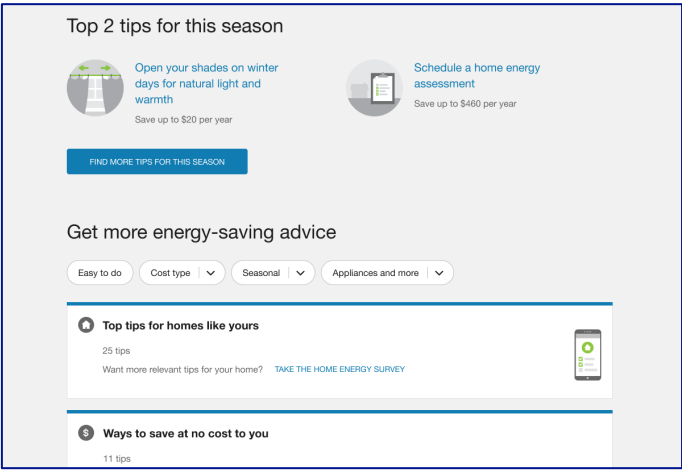 Top 2 tips for this season
Open your shades on winter
days for natural light and
warmth
Save up to $20 per year
Schedule a home energy
assessment
Save up to $460 per year
FIND MORE TIPS FOR THIS SEASON
Get more energy-saving advice
Easy to do
Cost type
Seasonal
Appliances and more
Top tips for homes like yours
25 tips
Want more relevant tips for your home? TAKE THE HOME ENERGY SURVEY
$ Ways to save at no cost to you
11 tips